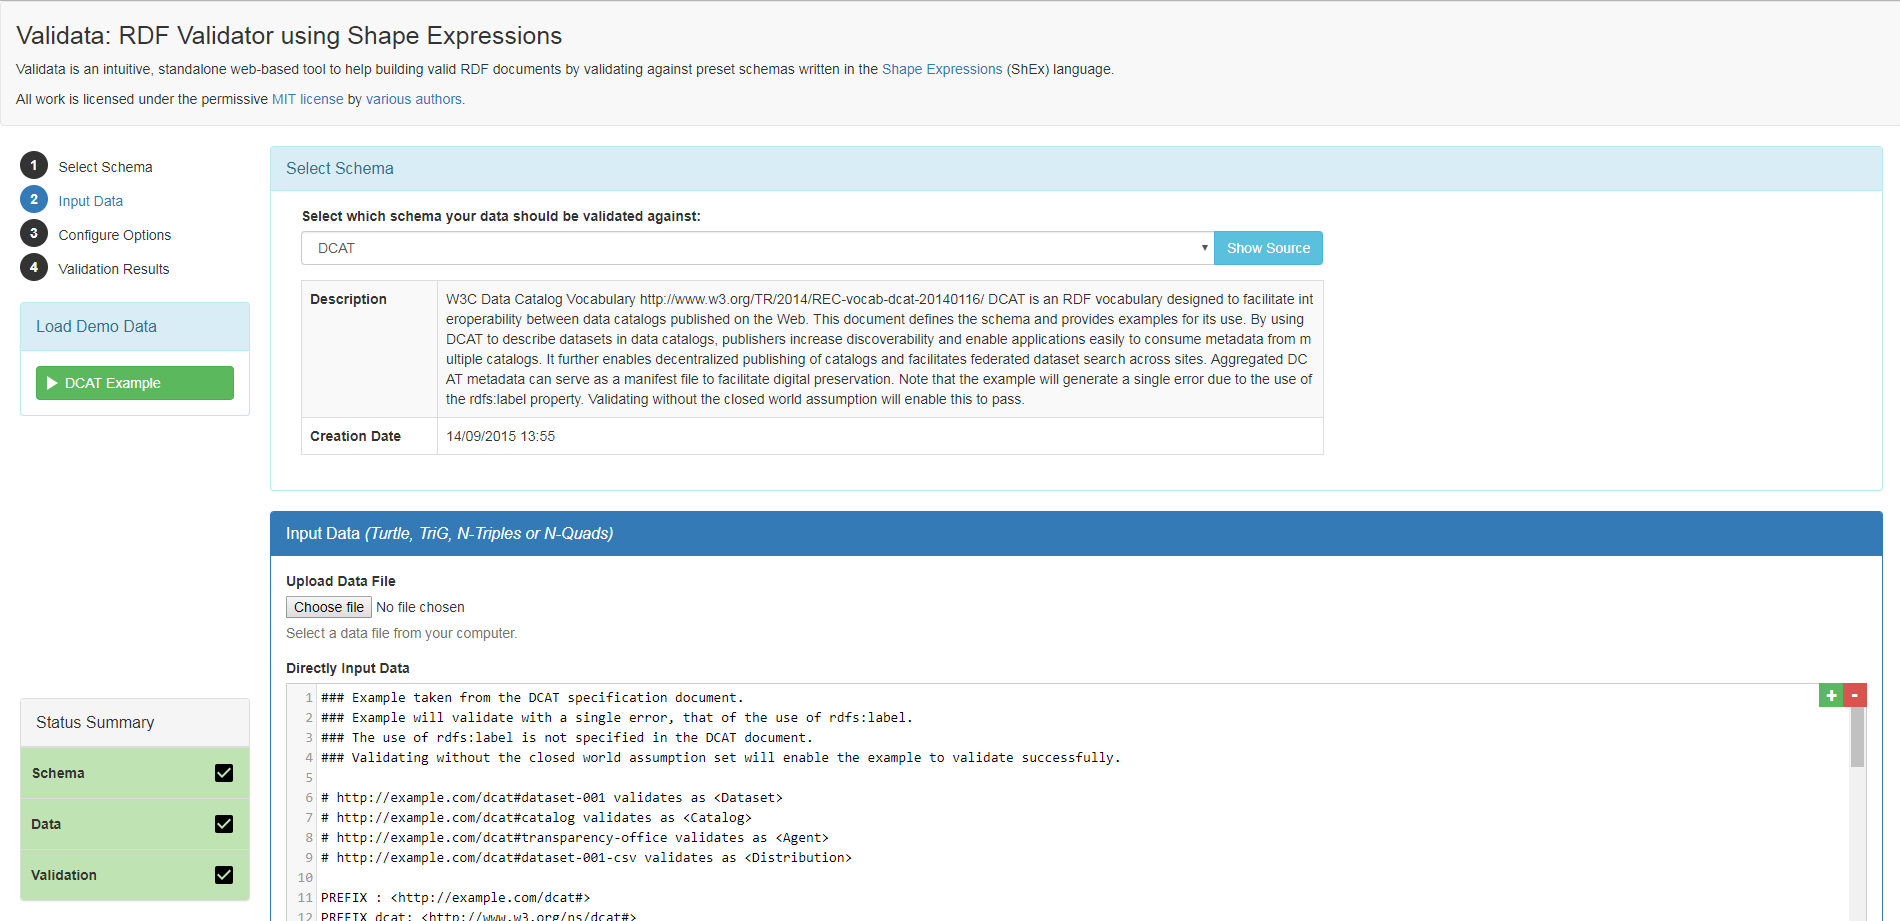 Validata: RDF Validator using Shape Expressions
Validata is an intuitive, standalone web-based tool to help building valid RDF documents by validating against preset schemas written in the Shape Expressions (ShEx) language.
All work is licensed under the permissive MIT license by various authors.
1 Select Schema
2 Input Data
3 Configure Options
4 Validation Results
Load Demo Data
DCAT Example
Status Summary
Schema
Data
Validation
Select Schema
Select which schema your data should be validated against:
DCAT
Show Source
Description
W3C Data Catalog Vocabulary http://www.w3.org/TR/2014/REC-vocab-dcat-20140116/ DCAT is an RDF vocabulary designed to facilitate int
eroperability between data catalogs published on the Web. This document defines the schema and provides examples for its use. By using
DCAT to describe datasets in data catalogs, publishers increase discoverability and enable applications easily to consume metadata from m
ultiple catalogs. It further enables decentralized publishing of catalogs and facilitates federated dataset search across sites. Aggregated DC
AT metadata can serve as a manifest file to facilitate digital preservation. Note that the example will generate a single error due to the use of
the rdfs:label property. Validating without the closed world assumption will enable this to pass.
Creation Date
14/09/2015 13:55
Input Data (Turtle, TriG, N-Triples or N-Quads)
Upload Data File
Choose file No file chosen
Select a data file from your computer.
Directly Input Data
+ -
1 ### Example taken from the DCAT specification document.
2 ### Example will validate with a single error, that of the use of rdfs:label.
3 ### The use of rdfs:label is not specified in the DCAT document.
4 ### Validating without the closed world assumption set will enable the example to validate successfully.
5
6 # http://example.com/dcat#dataset-001 validates as <Dataset>
7 # http://example.com/dcat#catalog validates as <Catalog>
8 # http://example.com/dcat#transparency-office validates as <Agent>
9 # http://example.com/dcat#dataset-001-csv validates as <Distribution>
10
11 PREFIX : <http://example.com/dcat#>
12 PREFIX dcat: <http://www.w3.org/ns/dcat#>